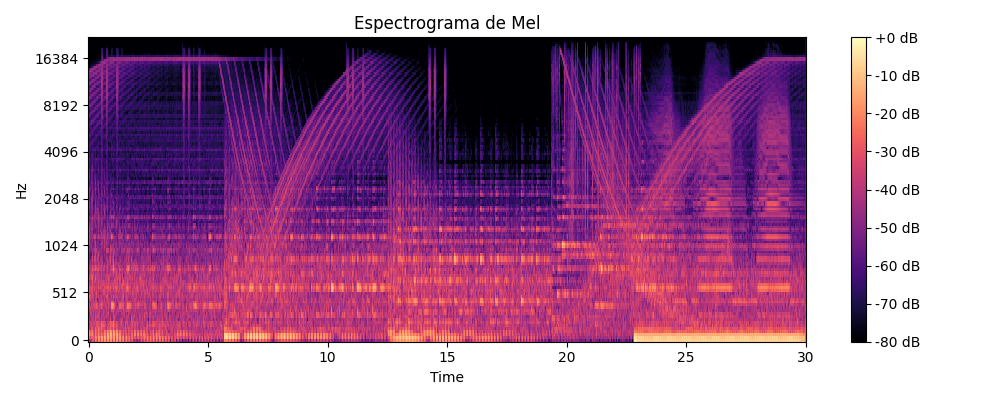 Espectrograma de Mel
Hz
16384
8192
4096
2048
1024
512
0
0 5 10 15 20 25 30
Time
+0 dB
-10 dB
-20 dB
-30 dB
-40 dB
-50 dB
-60 dB
-70 dB
-80 dB